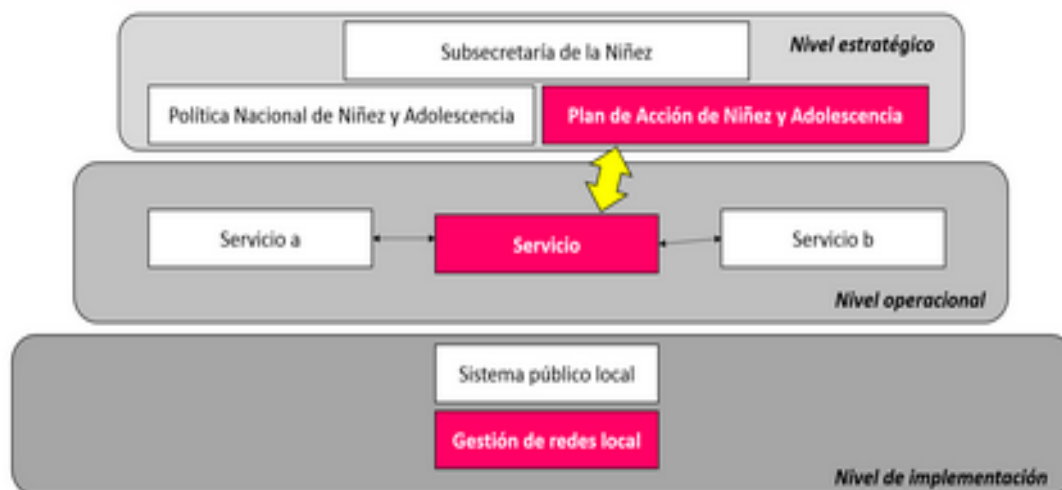 Subsecretaría de la Niñez
Nivel estratégico
Política Nacional de Niñez y Adolescencia
Plan de Acción de Niñez y Adolescencia
Servicio a
Servicio
Servicio b
Nivel operacional
Sistema público local
Gestión de redes local
Nivel de implementación